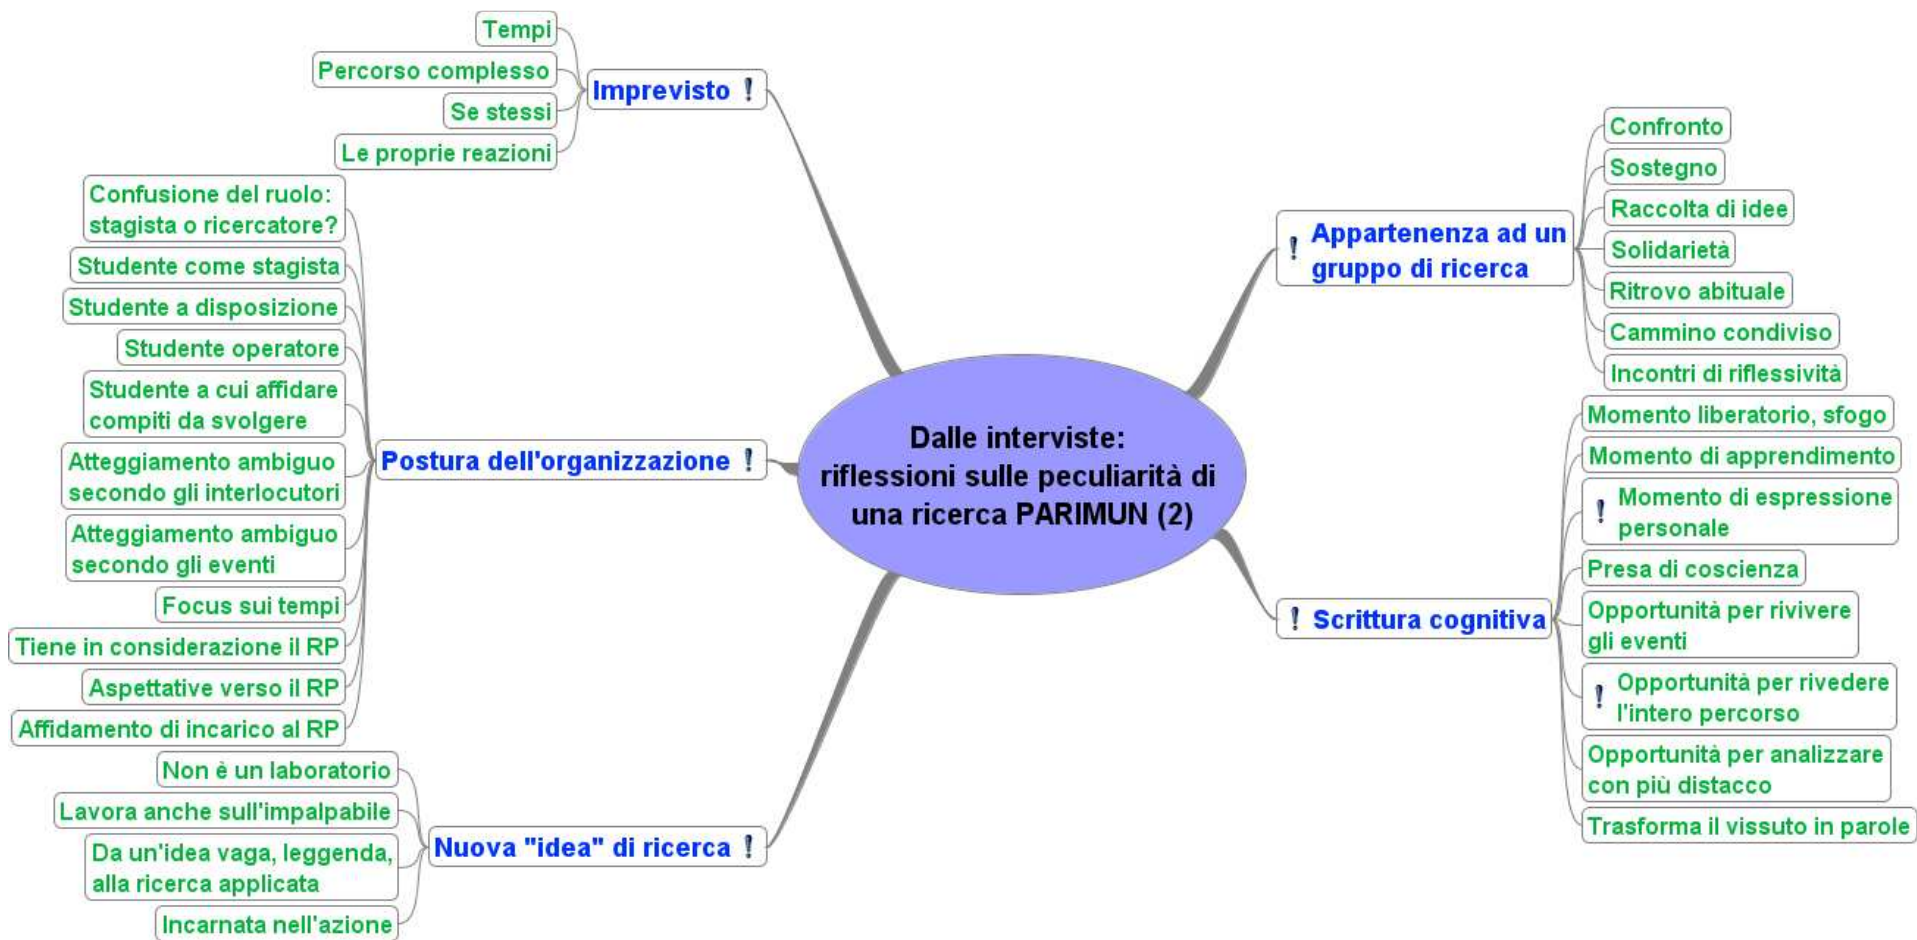 Dalle interviste:
riflessioni sulle peculiarità di
una ricerca PARIMUN (2)
Imprevisto !
Tempi
Percorso complesso
Se stessi
Le proprie reazioni
Postura dell'organizzazione !
Confusione del ruolo:
stagista o ricercatore?
Studente come stagista
Studente a disposizione
Studente operatore
Studente a cui affidare
compiti da svolgere
Atteggiamento ambiguo
secondo gli interlocutori
Atteggiamento ambiguo
secondo gli eventi
Focus sui tempi
Tiene in considerazione il RP
Aspettative verso il RP
Affidamento di incarico al RP
Nuova "idea" di ricerca !
Non è un laboratorio
Lavora anche sull'impalpabile
Da un'idea vaga, leggenda,
alla ricerca applicata
Incarnata nell'azione
! Appartenenza ad un
gruppo di ricerca
Confronto
Sostegno
Raccolta di idee
Solidarietà
Ritrovo abituale
Cammino condiviso
Incontri di riflessività
! Scrittura cognitiva
Momento liberatorio, sfogo
Momento di apprendimento
! Momento di espressione
personale
Presa di coscienza
Opportunità per rivivere
gli eventi
! Opportunità per rivedere
l'intero percorso
Opportunità per analizzare
con più distacco
Trasforma il vissuto in parole